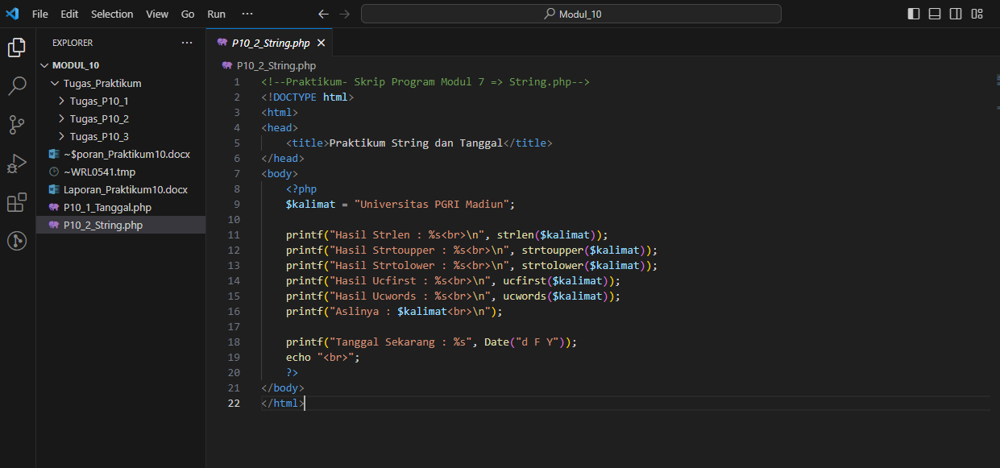 File Edit Selection View Go Run ··· Modul_10
EXPLORER ···
MODUL_10
Tugas_Praktikum
Tugas_P10_1
Tugas_P10_2
Tugas_P10_3
~$poran_Praktikum10.docx
~WRL0541.tmp
Laporan_Praktikum10.docx
P10_1_Tanggal.php
P10_2_String.php
P10_2_String.php
P10_2_String.php
1 <!--Praktikum- Skrip Program Modul 7 => String.php-->
2 <!DOCTYPE html>
3 <html>
4 <head>
5     <title>Praktikum String dan Tanggal</title>
6 </head>
7 <body>
8     <?php
9     $kalimat = "Universitas PGRI Madiun";
10
11     printf("Hasil Strlen : %s<br>\n", strlen($kalimat));
12     printf("Hasil Strtoupper : %s<br>\n", strtoupper($kalimat));
13     printf("Hasil Strtolower : %s<br>\n", strtolower($kalimat));
14     printf("Hasil Ucfirst : %s<br>\n", ucfirst($kalimat));
15     printf("Hasil Ucwords : %s<br>\n", ucwords($kalimat));
16     printf("Aslinya : $kalimat<br>\n");
17
18     printf("Tanggal Sekarang : %s", Date("d F Y"));
19     echo "<br>";
20     ?>
21 </body>
22 </html>